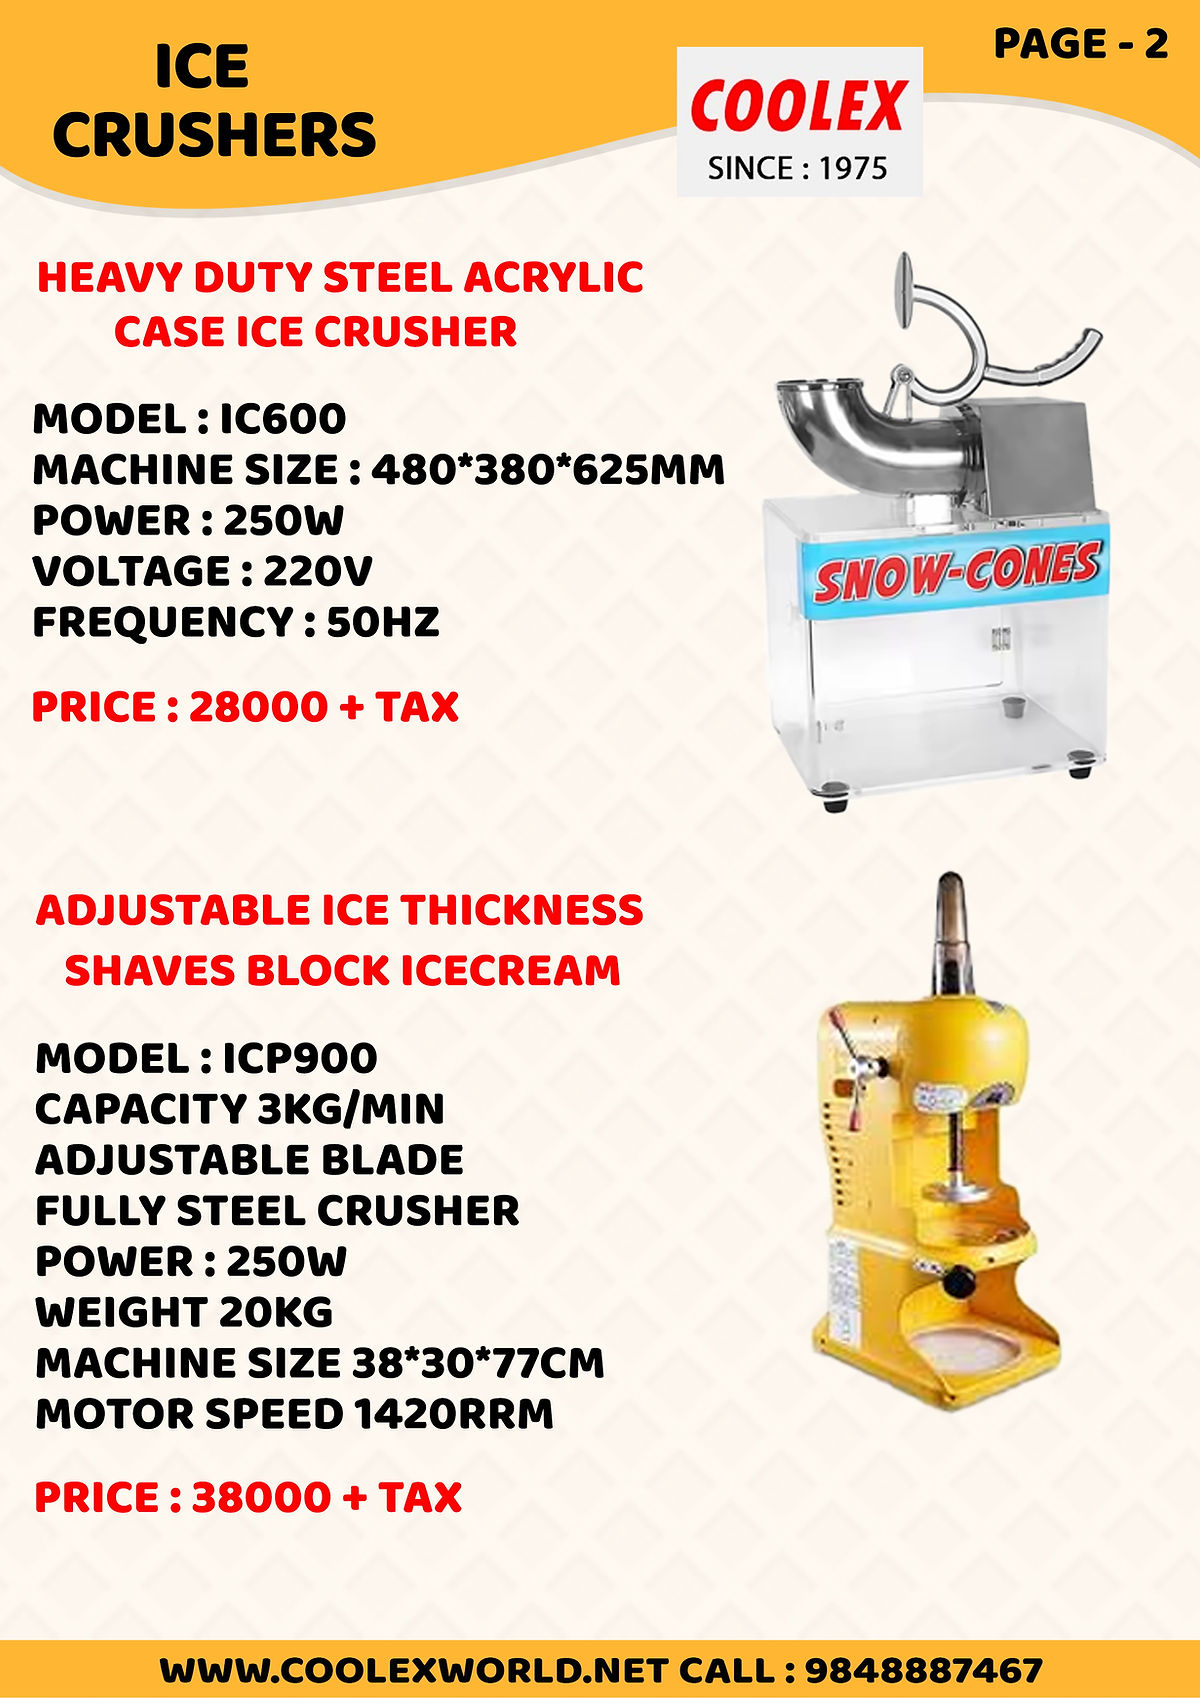 ICE
CRUSHERS
PAGE - 2
COOLEX
SINCE : 1975
HEAVY DUTY STEEL ACRYLIC
CASE ICE CRUSHER
MODEL : IC600
MACHINE SIZE : 480*380*625MM
POWER : 250W
VOLTAGE : 220V
FREQUENCY : 50HZ
PRICE : 28000 + TAX
SNOW-CONES
ADJUSTABLE ICE THICKNESS
SHAVES BLOCK ICECREAM
MODEL : ICP900
CAPACITY 3KG/MIN
ADJUSTABLE BLADE
FULLY STEEL CRUSHER
POWER : 250W
WEIGHT 20KG
MACHINE SIZE 38*30*77CM
MOTOR SPEED 1420RRM
PRICE : 38000 + TAX
WWW.COOLEXWORLD.NET CALL : 9848887467